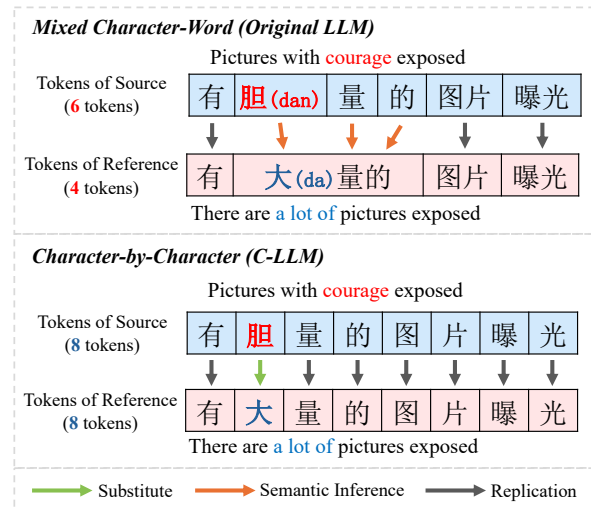 Mixed Character-Word (Original LLM)
Pictures with courage exposed
Tokens of Source
(6 tokens)
有 胆(dan) 量 的 图片 曝光
Tokens of Reference
(4 tokens)
有 大(da)量的 图片 曝光
There are a lot of pictures exposed
Character-by-Character (C-LLM)
Pictures with courage exposed
Tokens of Source
(8 tokens)
有 胆 量 的 图 片 曝 光
Tokens of Reference
(8 tokens)
有 大 量 的 图 片 曝 光
There are a lot of pictures exposed
Substitute Semantic Inference Replication